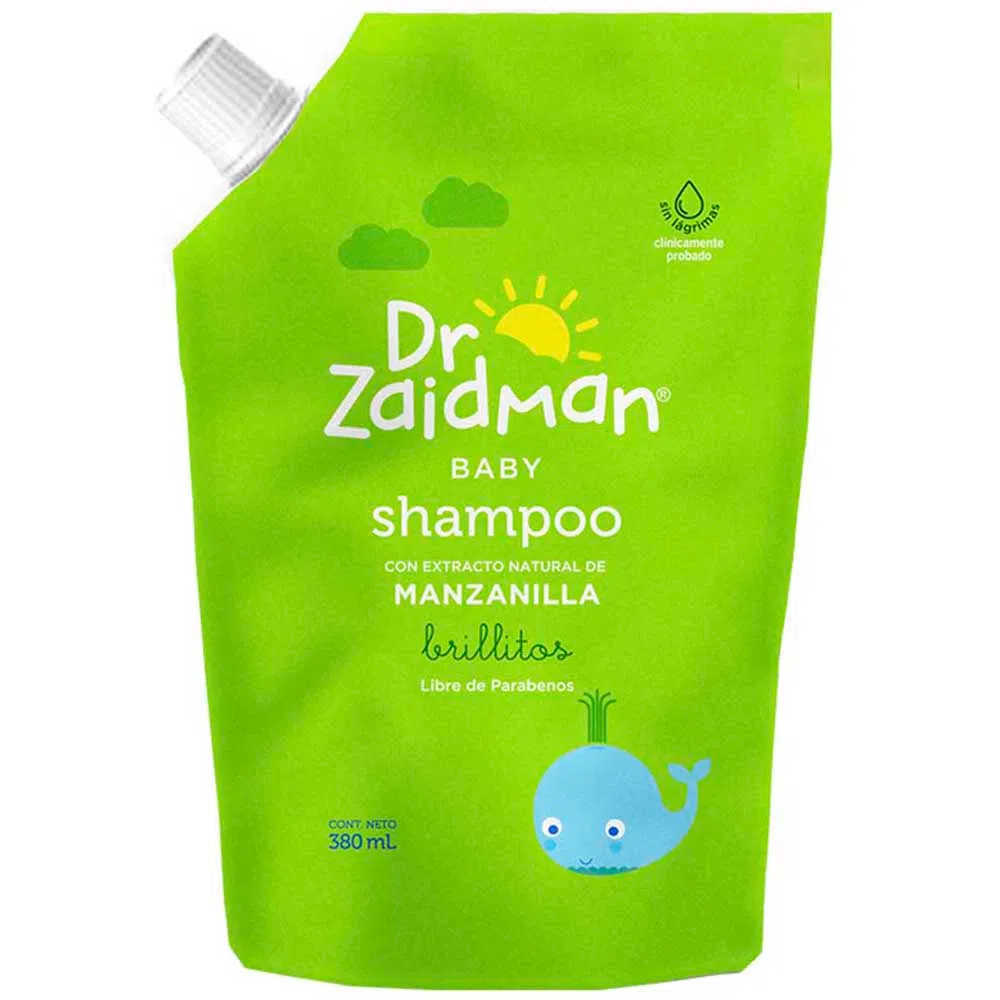 sin lágrimas
clínicamente
probado
Dr
Zaidman®
BABY
shampoo
CON EXTRACTO NATURAL DE
MANZANILLA
brillitos
Libre de Parabenos
CONT. NETO
380 mL